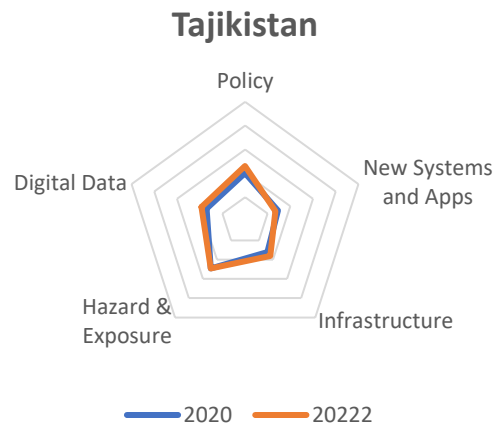 Tajikistan
Policy
New Systems
and Apps
Digital Data
Hazard &
Exposure
Infrastructure
2020
20222